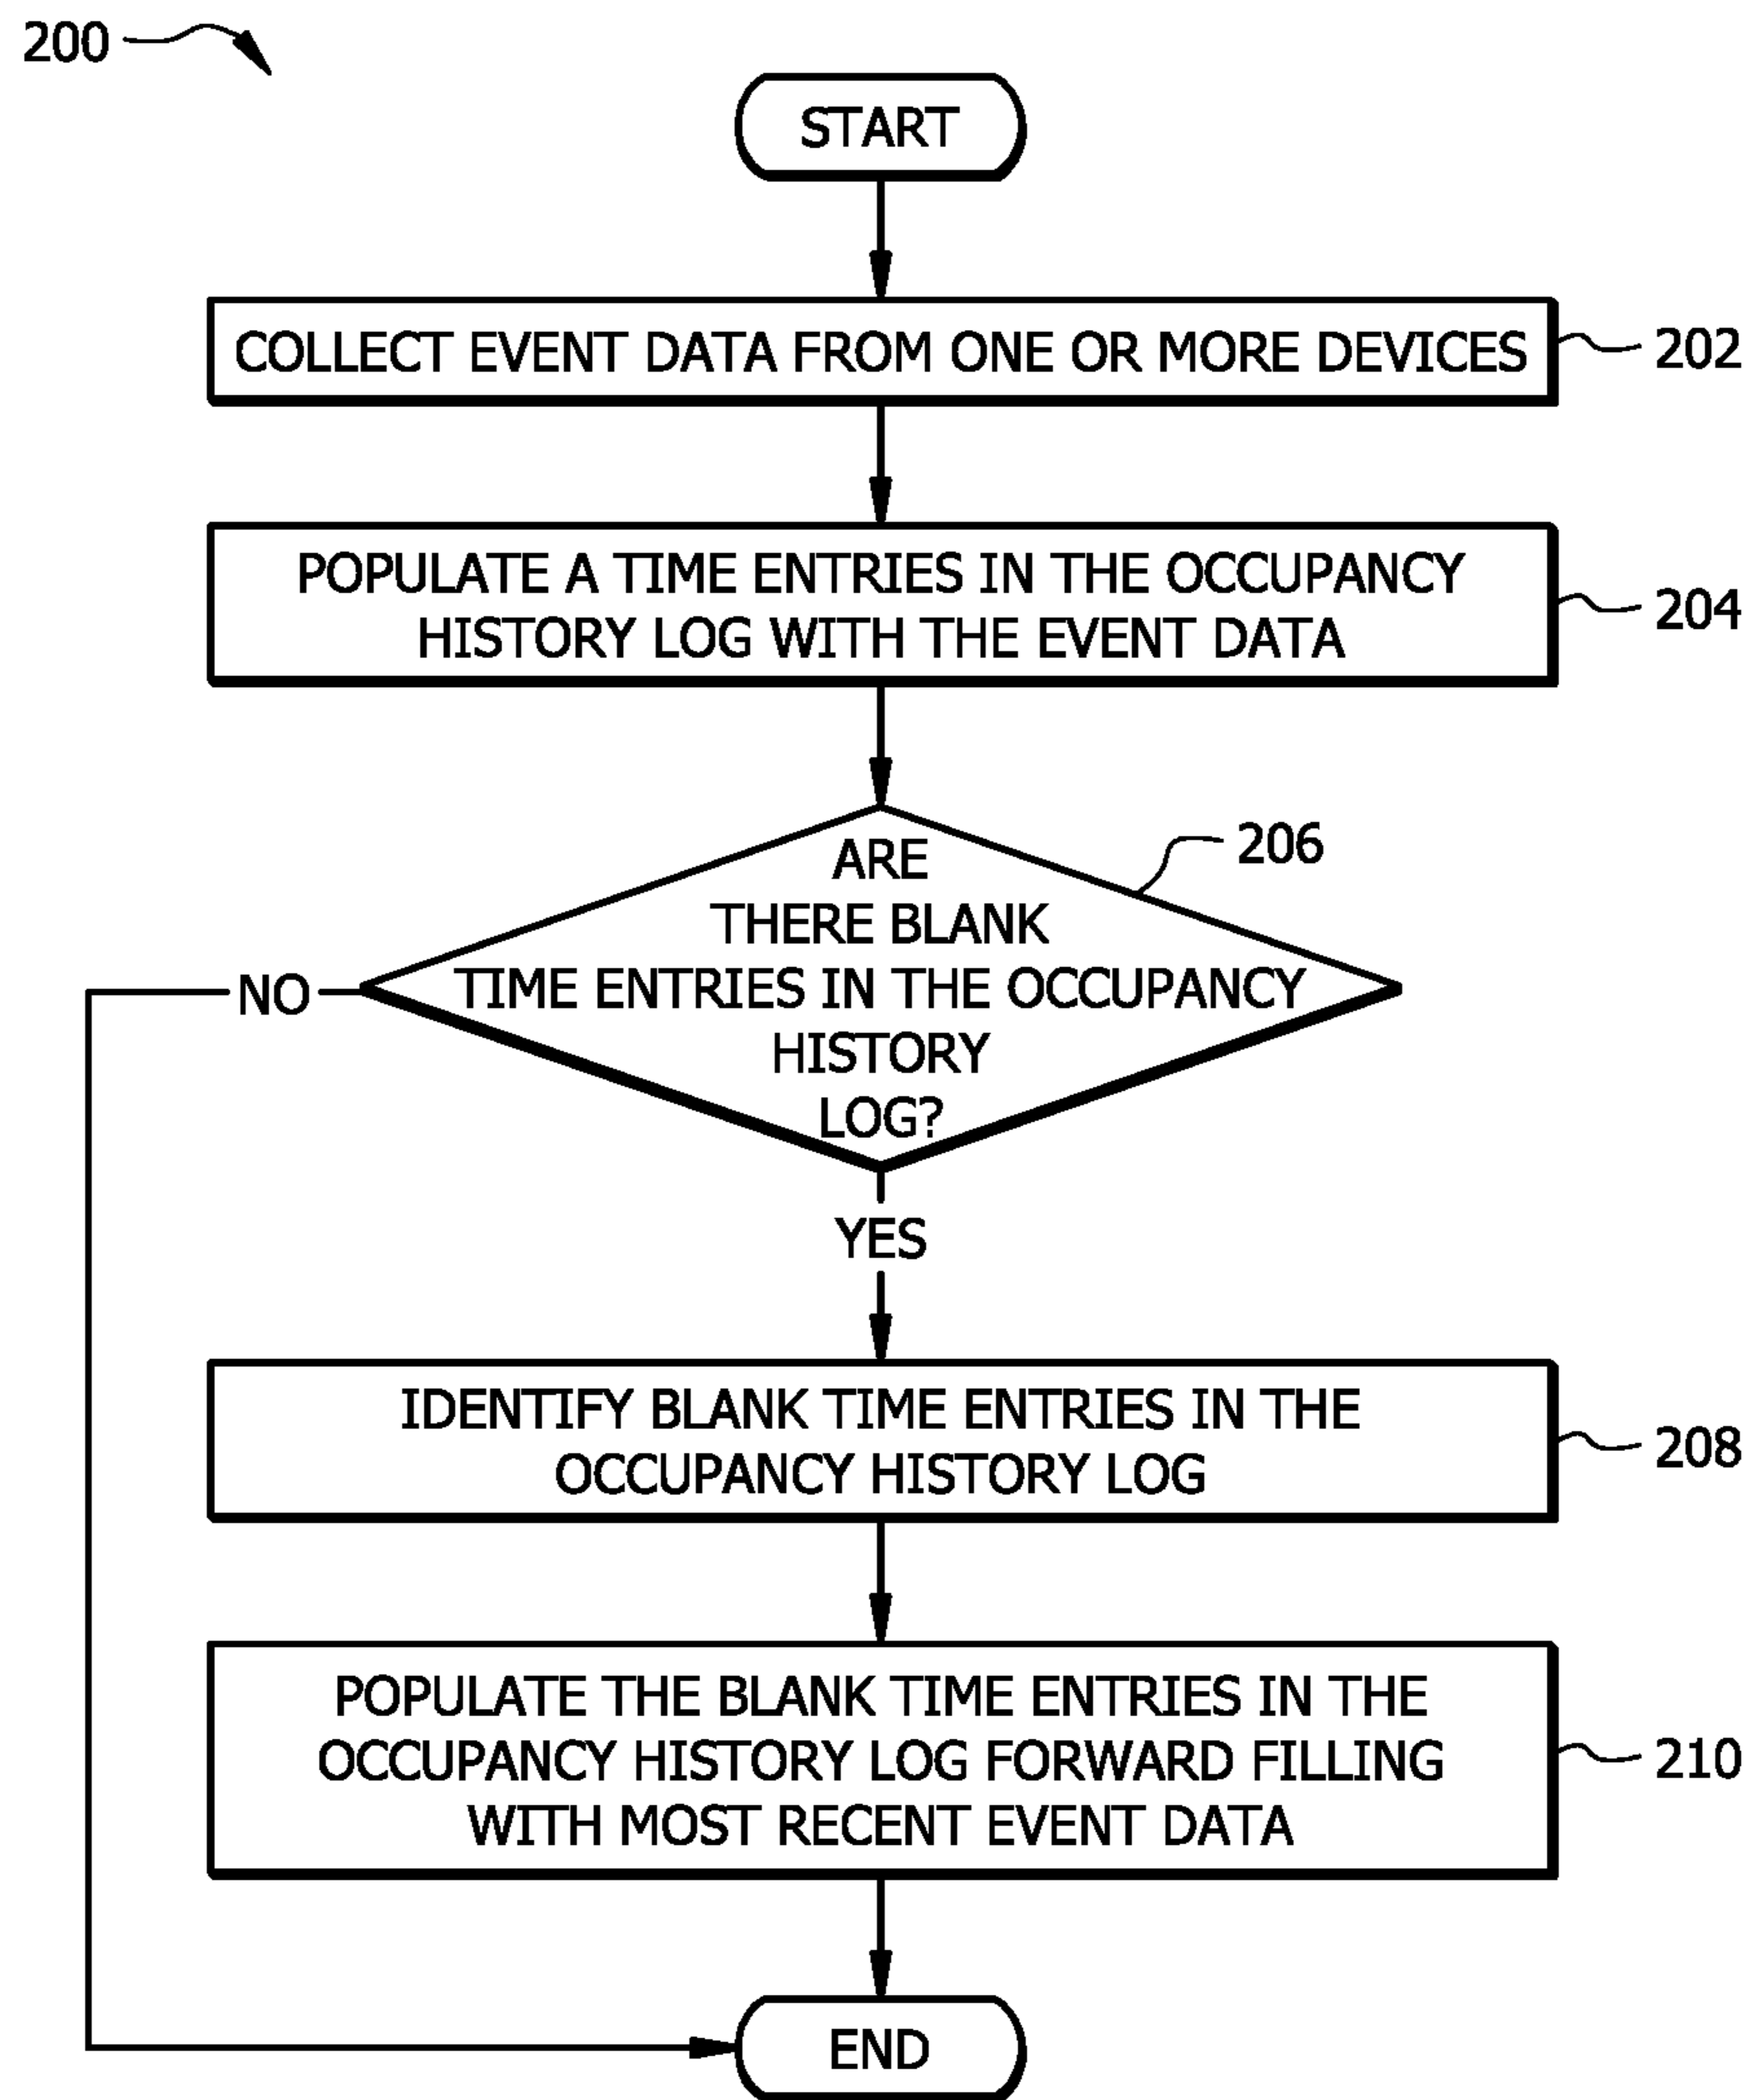 200
START
COLLECT EVENT DATA FROM ONE OR MORE DEVICES
202
POPULATE A TIME ENTRIES IN THE OCCUPANCY
HISTORY LOG WITH THE EVENT DATA
204
ARE
THERE BLANK
TIME ENTRIES IN THE OCCUPANCY
HISTORY
LOG?
206
NO
YES
IDENTIFY BLANK TIME ENTRIES IN THE
OCCUPANCY HISTORY LOG
208
POPULATE THE BLANK TIME ENTRIES IN THE
OCCUPANCY HISTORY LOG FORWARD FILLING
WITH MOST RECENT EVENT DATA
210
END